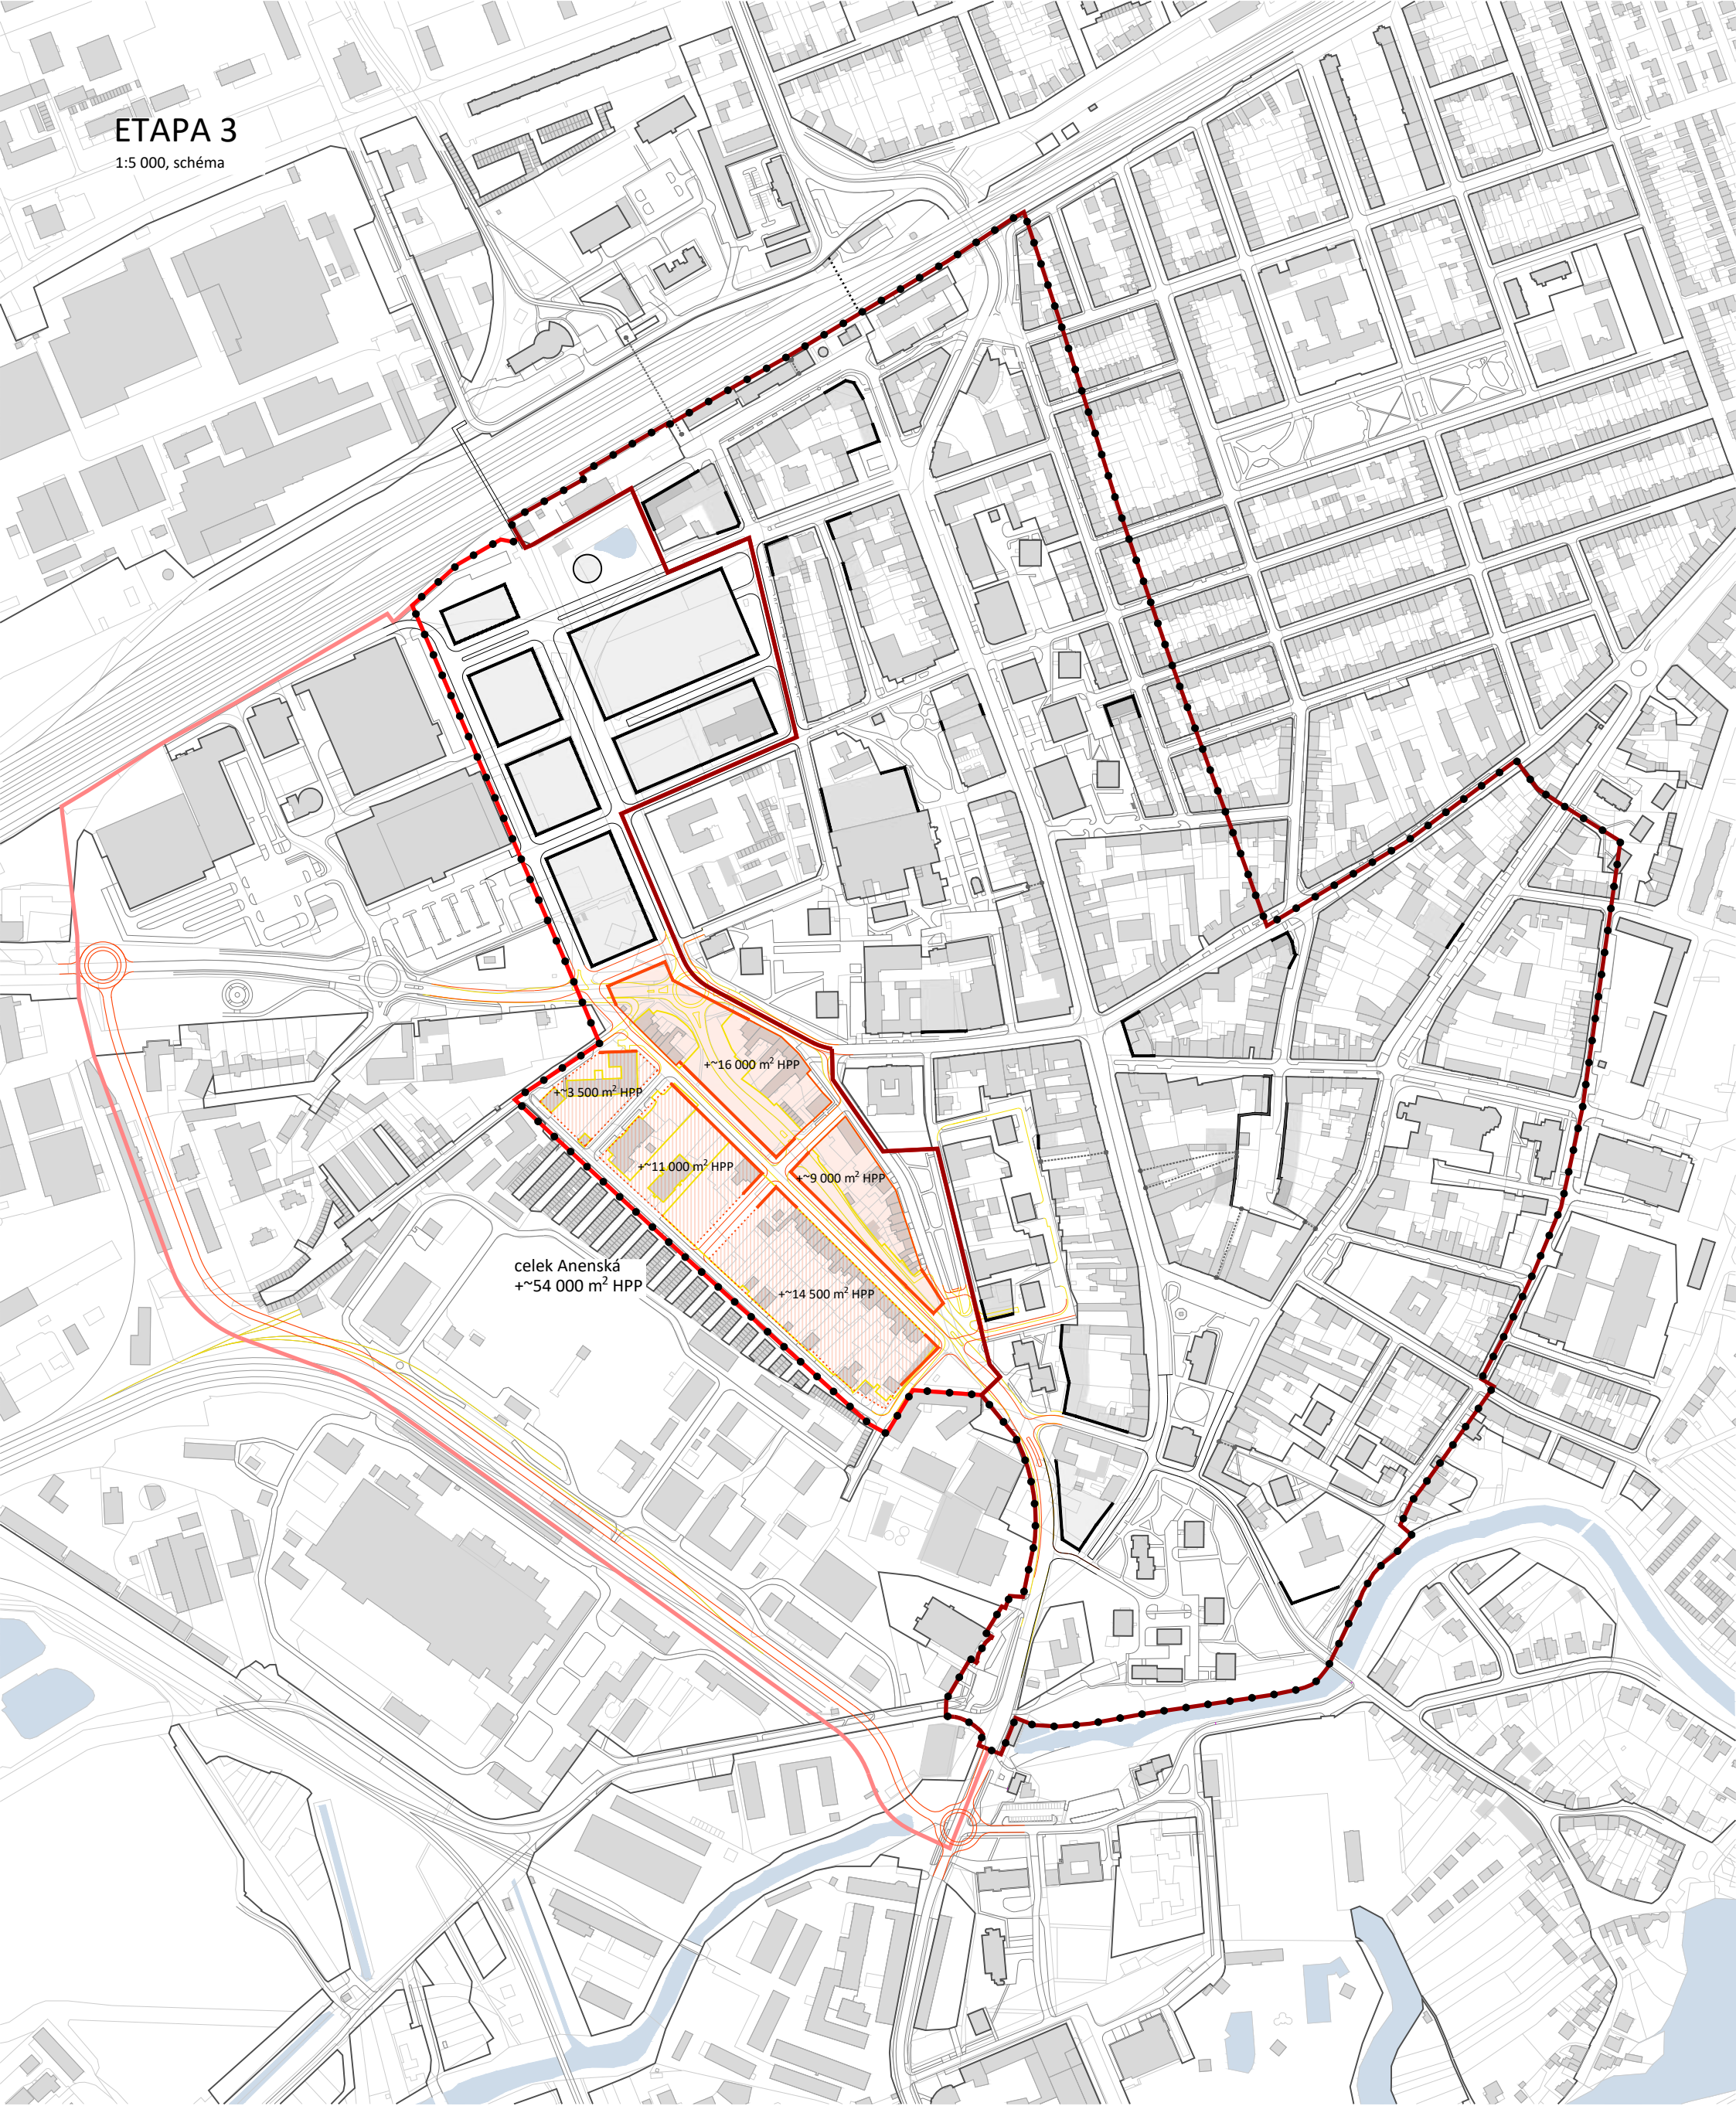 ETAPA 3
1:5 000, schéma
+~16 000 m² HPP
+~3 500 m² HPP
+~11 000 m² HPP
+~9 000 m² HPP
celek Anenská
+~54 000 m² HPP
+~14 500 m² HPP